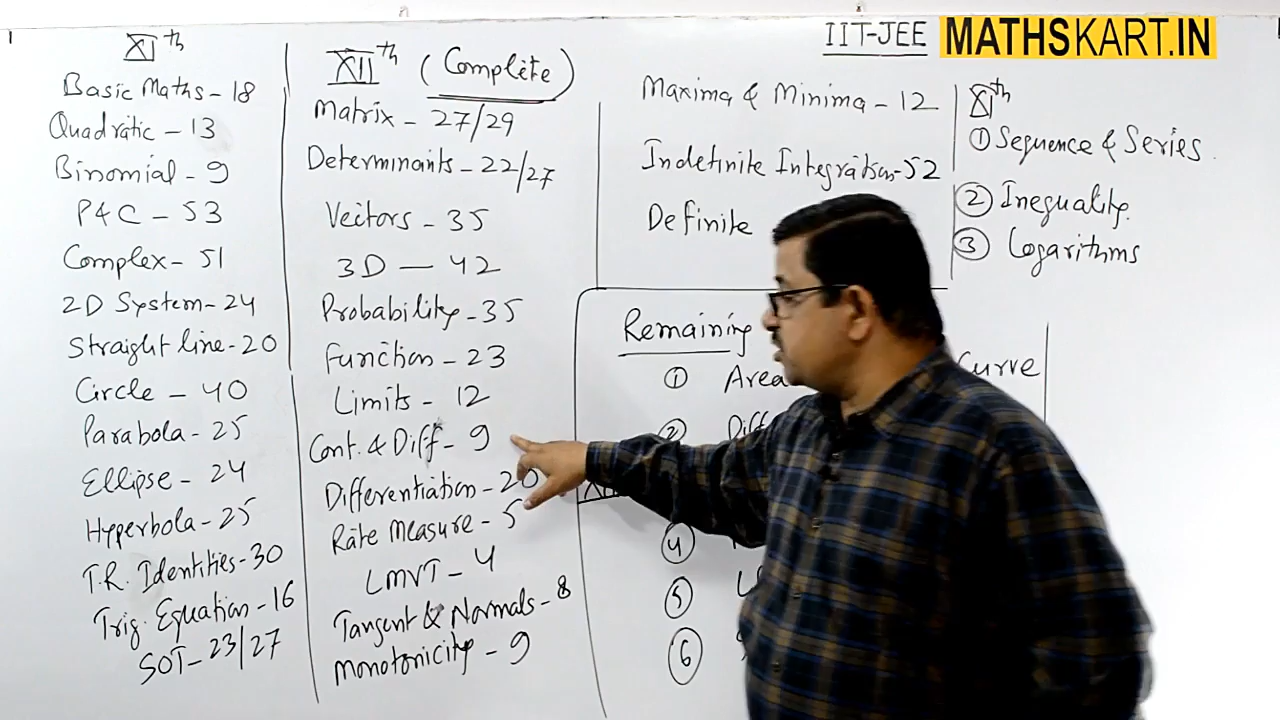 IIT-JEE MATHSKART.IN
XIth
Basic Maths - 18
Quadratic - 13
Binomial - 9
P&C - 53
Complex - 51
2D System - 24
Straight line - 20
Circle - 40
Parabola - 25
Ellipse - 24
Hyperbola - 25
T.R. Identities - 30
Trig. Equation - 16
SOT - 23/27
XIIth (Complete)
Matrix - 27/29
Determinants - 22/27
Vectors - 35
3D - 42
Probability - 35
Function - 23
Limits - 12
Cont. & Diff - 9
Differentiation - 20
Rate Measure - 5
LMVT - 4
Tangent & Normals - 8
Monotonicity - 9
Maxima & Minima - 12
Indefinite Integration - 52
Definite
Remaining
① Area Curve
②
④
⑤
⑥
XIth
① Sequence & Series
② Inequality.
③ Logarithms